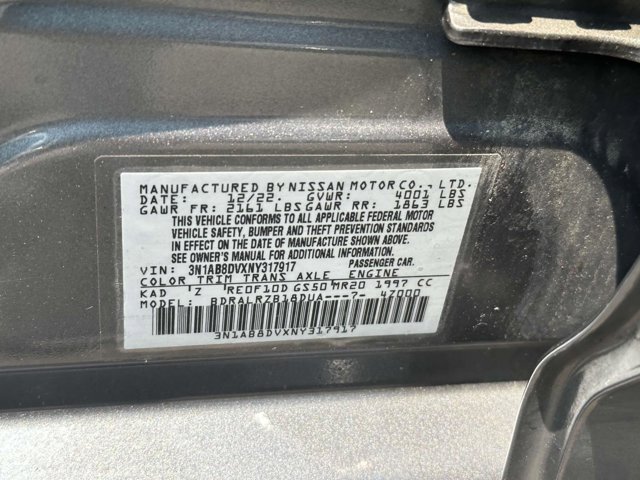 MANUFACTURED BY NISSAN MOTOR CO., LTD.
DATE: 12/22 GVWR: 4001 LBS
GAWR FR: 2161 LBS GAWR RR: 1863 LBS
THIS VEHICLE CONFORMS TO ALL APPLICABLE FEDERAL MOTOR
VEHICLE SAFETY, BUMPER AND THEFT PREVENTION STANDARDS
IN EFFECT ON THE DATE OF MANUFACTURE SHOWN ABOVE.
SEE OWNER'S MANUAL FOR ADDITIONAL INFORMATION.
VIN: 3N1AB8DVXNY317917 PASSENGER CAR.
COLOR TRIM TRANS AXLE ENGINE
KAD Z RE0F10D GS50 MR20 1997 CC
MODEL: BDRALRZB18DUA---7- 47000
3N1AB8DVXNY317917